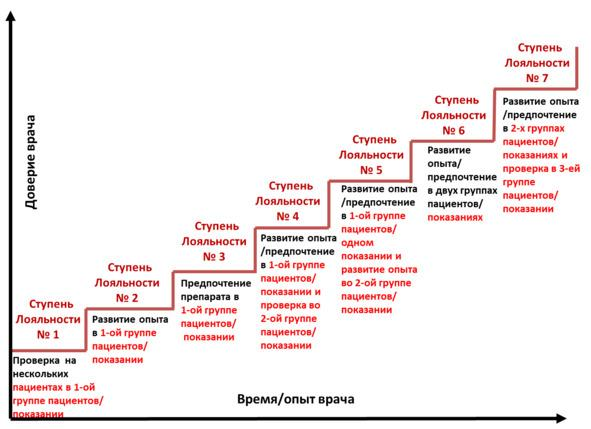 Доверие врача
Ступень
Лояльности
№ 1
Проверка на
нескольких
пациентах в 1-ой
группе пациентов/
показании
Ступень
Лояльности
№ 2
Развитие опыта
в 1-ой группе
пациентов/
показании
Ступень
Лояльности
№ 3
Предпочтение
препарата в
1-ой группе
пациентов/
показании
Ступень
Лояльности
№ 4
Развитие опыта
/предпочтение
в 1-ой группе
пациентов/
показании и
проверка во
2-ой группе
пациентов/
показании
Ступень
Лояльности
№ 5
Развитие опыта
/предпочтение
в 1-ой группе
пациентов/
одном
показании и
развитие опыта
во 2-ой группе
пациентов/
показании
Ступень
Лояльности
№ 6
Развитие
опыта/
предпочтение
в двух группах
пациентов/
показаниях
Ступень
Лояльности
№ 7
Развитие опыта
/предпочтение
в 2-х группах
пациентов/
показаниях и
проверка в 3-ей
группе
пациентов/
показании
Время/опыт врача